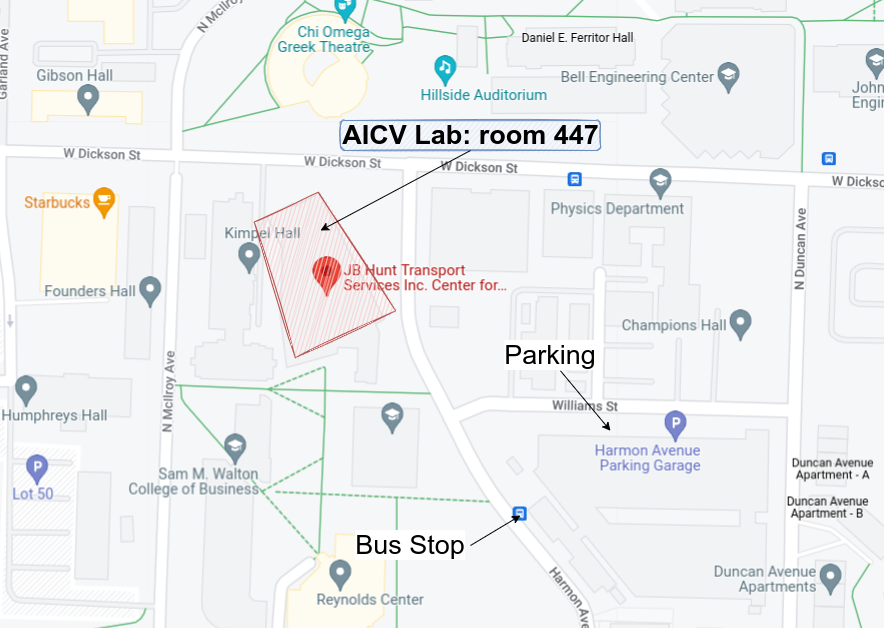 N McIlroy
Chi Omega
Greek Theatre
Daniel E. Ferritor Hall
Garland Ave
Gibson Hall
Hillside Auditorium
Bell Engineering Center
John
Engin
AICV Lab: room 447
W Dickson St
W Dickson St
W Dickson St
W Dickso
Starbucks
Physics Department
Kimpel Hall
JB Hunt Transport
Services Inc. Center for...
N Duncan Ave
Founders Hall
Champions Hall
Parking
N McIlroy Ave
Humphreys Hall
Williams St
P
Harmon Avenue
Parking Garage
P
Lot 50
Sam M. Walton
College of Business
Duncan Avenue
Apartment - A
Duncan Avenue
Apartment - B
Bus Stop
Harmon Ave
Reynolds Center
Duncan Avenue
Apartments